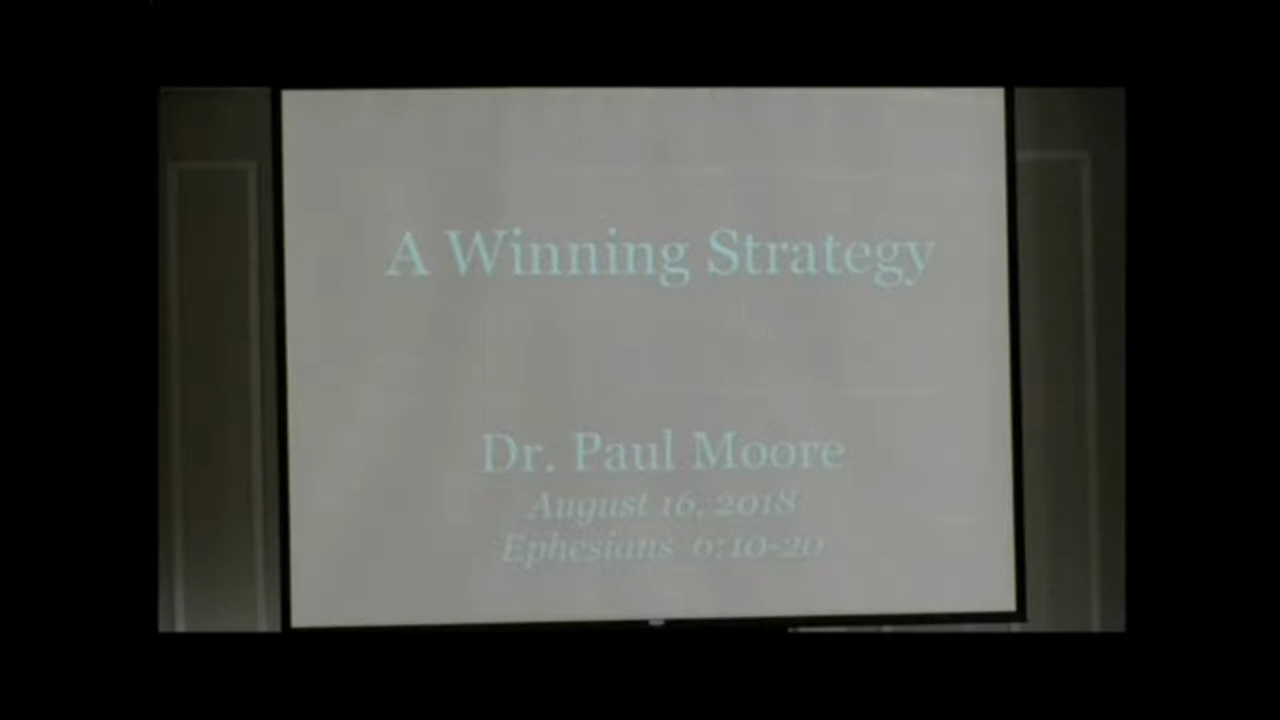 A Winning Strategy
Dr. Paul Moore
August 16, 2018
Ephesians 6:10-20